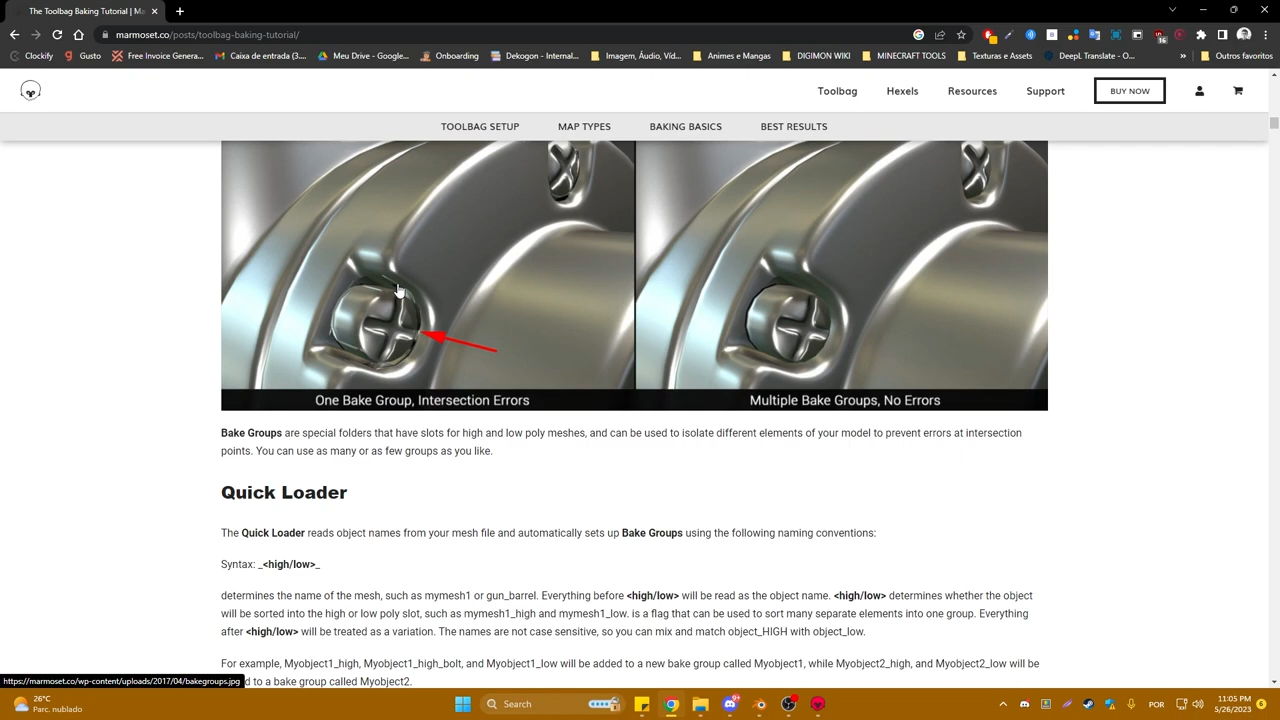 The Toolbag Baking Tutorial | Ma
marmoset.co/posts/toolbag-baking-tutorial/
Clockify
Gusto
Free Invoice Generat...
Caixa de entrada (3....
Meu Drive - Google...
Onboarding
Dekogon - Internal...
Imagem, Áudio, Víd...
Animes e Mangas
DIGIMON WIKI
MINECRAFT TOOLS
Texturas e Assets
DeepL Translate - O...
»
Outros favoritos
Toolbag
Hexels
Resources
Support
BUY NOW
TOOLBAG SETUP
MAP TYPES
BAKING BASICS
BEST RESULTS
One Bake Group, Intersection Errors
Multiple Bake Groups, No Errors
Bake Groups are special folders that have slots for high and low poly meshes, and can be used to isolate different elements of your model to prevent errors at intersection
points. You can use as many or as few groups as you like.
Quick Loader
The Quick Loader reads object names from your mesh file and automatically sets up Bake Groups using the following naming conventions:
Syntax: _<high/low>_
determines the name of the mesh, such as mymesh1 or gun_barrel. Everything before <high/low> will be read as the object name. <high/low> determines whether the object
will be sorted into the high or low poly slot, such as mymesh1_high and mymesh1_low. is a flag that can be used to sort many separate elements into one group. Everything
after <high/low> will be treated as a variation. The names are not case sensitive, so you can mix and match object_HIGH with object_low.
For example, Myobject1_high, Myobject1_high_bolt, and Myobject1_low will be added to a new bake group called Myobject1, while Myobject2_high, and Myobject2_low will be
d to a bake group called Myobject2.
https://marmoset.co/wp-content/uploads/2017/04/bakegroups.jpg
26°C
Parc. nublado
Search
POR
11:05 PM
5/26/2023